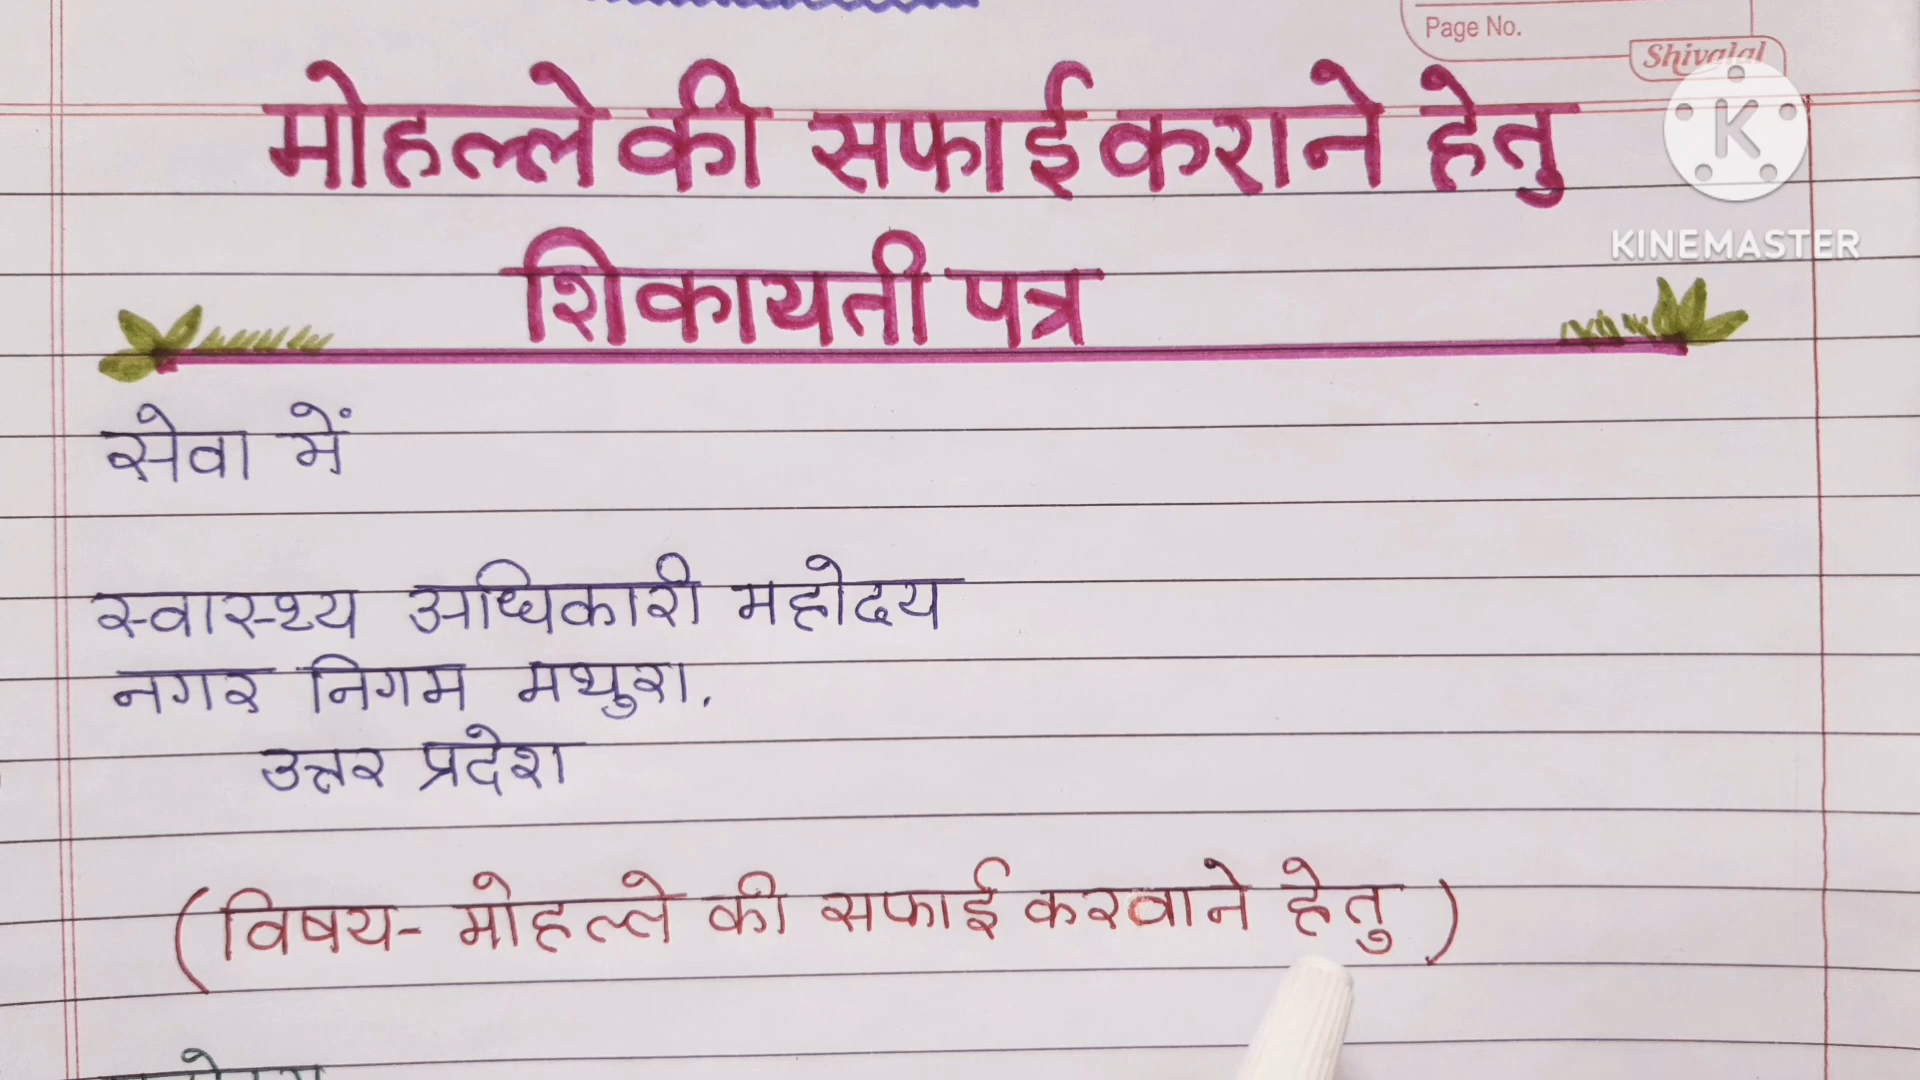 Page No.
Shivalal
मोहल्ले की सफाई कराने हेतु
KINEMASTER
शिकायती पत्र
सेवा में
स्वास्थ्य अधिकारी महोदय
नगर निगम मथुरा,
उत्तर प्रदेश
(विषय- मोहल्ले की सफाई करवाने हेतु)